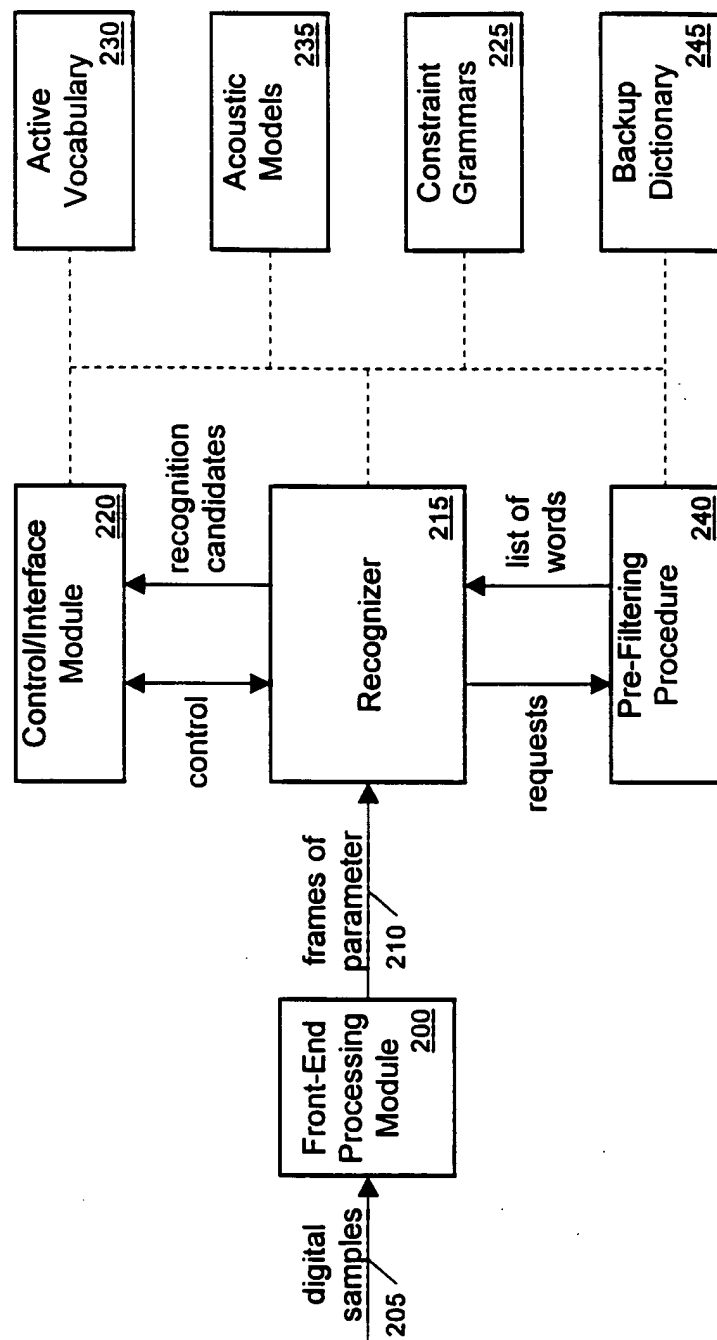 digital
samples
205
Front-End
Processing
Module
200
frames of
parameter
210
Control/Interface
Module
220
control
recognition
candidates
Recognizer
215
requests
list of
words
Pre-Filtering
Procedure
240
Active
Vocabulary
230
Acoustic
Models
235
Constraint
Grammars
225
Backup
Dictionary
245